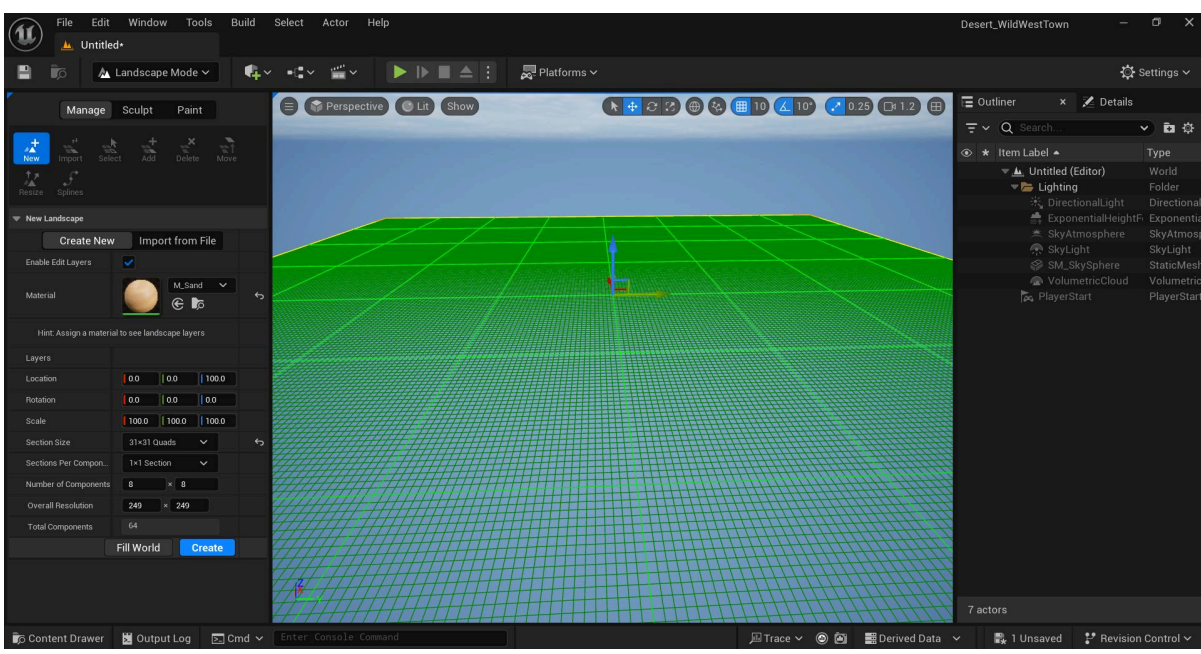 File Edit Window Tools Build Select Actor Help
Desert_WildWestTown
Untitled*
Landscape Mode
Platforms
Settings
Manage Sculpt Paint
New Import Select Add Delete Move
Resize Splines
New Landscape
Create New Import from File
Enable Edit Layers
Material M_Sand
Hint: Assign a material to see landscape layers
Layers
Location 0.0 0.0 100.0
Rotation 0.0 0.0 0.0
Scale 100.0 100.0 100.0
Section Size 31×31 Quads
Sections Per Compon...
1×1 Section
Number of Components 8 × 8
Overall Resolution 249 × 249
Total Components 64
Fill World Create
Perspective Lit Show
10 10° 0.25 1.2
Z
Outliner × Details
Search...
Item Label Type
Untitled (Editor) World
Lighting Folder
DirectionalLight Directional
ExponentialHeightF Exponentia
SkyAtmosphere SkyAtmosp
SkyLight SkyLight
SM_SkySphere StaticMesh
VolumetricCloud Volumetric
PlayerStart PlayerStart
7 actors
Content Drawer Output Log Cmd Enter Console Command Trace Derived Data 1 Unsaved Revision Control